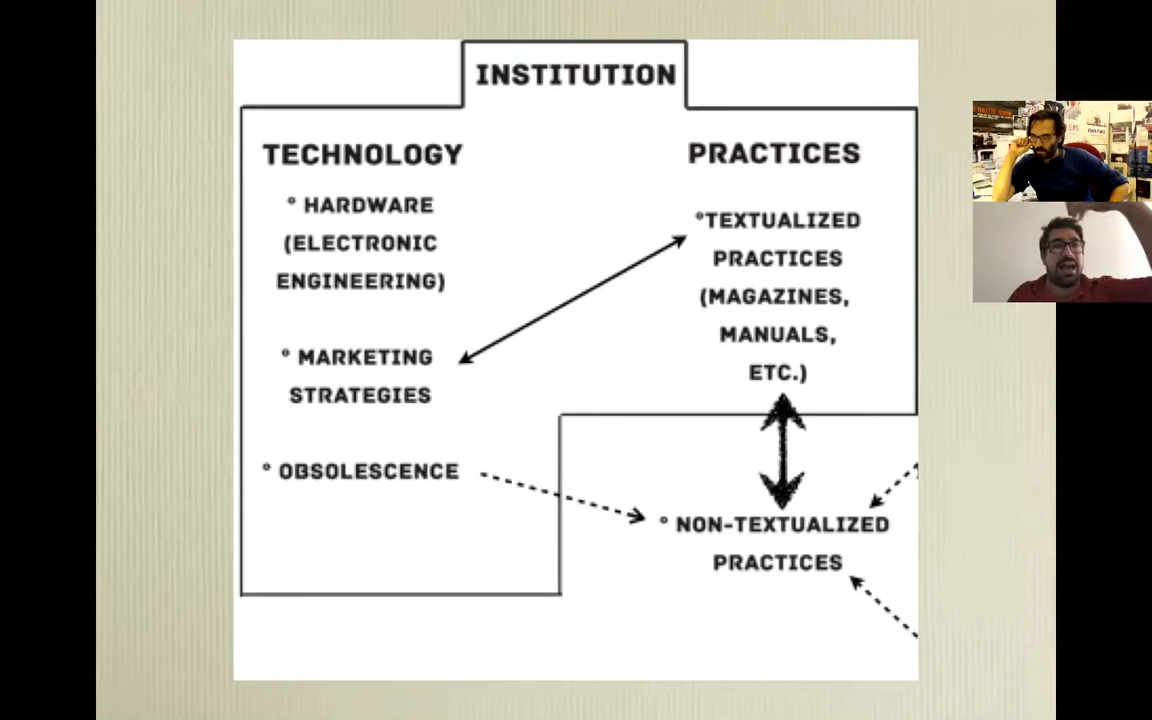 INSTITUTION
TECHNOLOGY
° HARDWARE
(ELECTRONIC
ENGINEERING)
° MARKETING
STRATEGIES
° OBSOLESCENCE
PRACTICES
°TEXTUALIZED
PRACTICES
(MAGAZINES,
MANUALS,
ETC.)
° NON-TEXTUALIZED
PRACTICES